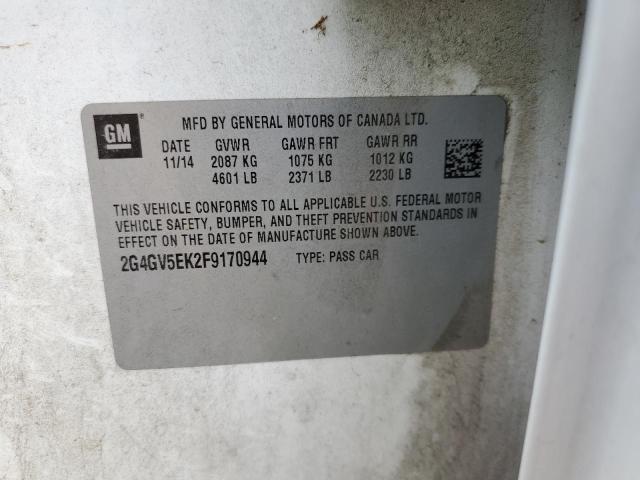 GM
®
MFD BY GENERAL MOTORS OF CANADA LTD.
DATE GVWR GAWR FRT GAWR RR
11/14 2087 KG 1075 KG 1012 KG
4601 LB 2371 LB 2230 LB
THIS VEHICLE CONFORMS TO ALL APPLICABLE U.S. FEDERAL MOTOR
VEHICLE SAFETY, BUMPER, AND THEFT PREVENTION STANDARDS IN
EFFECT ON THE DATE OF MANUFACTURE SHOWN ABOVE.
2G4GV5EK2F9170944 TYPE: PASS CAR